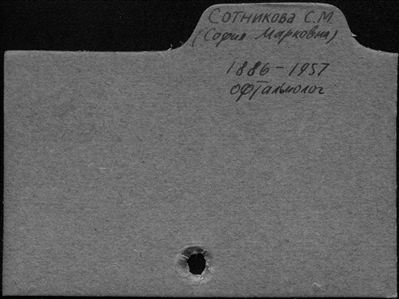 Сотникова С.М.
(София Марковна)
1886-1957
офтальмолог